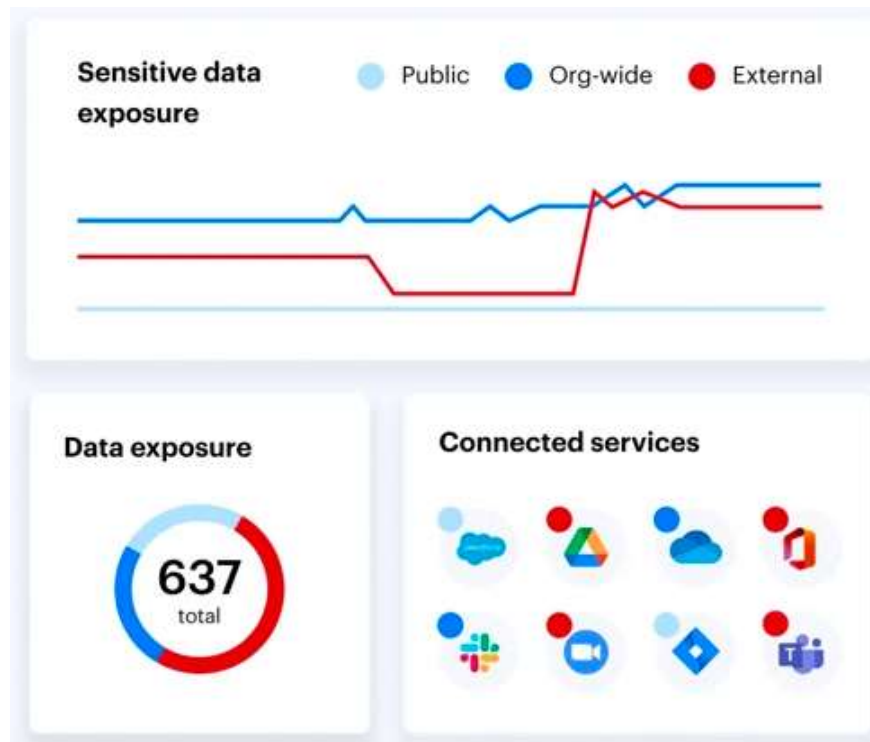 Sensitive data
exposure
Public
Org-wide
External
Data exposure
637
total
Connected services
T